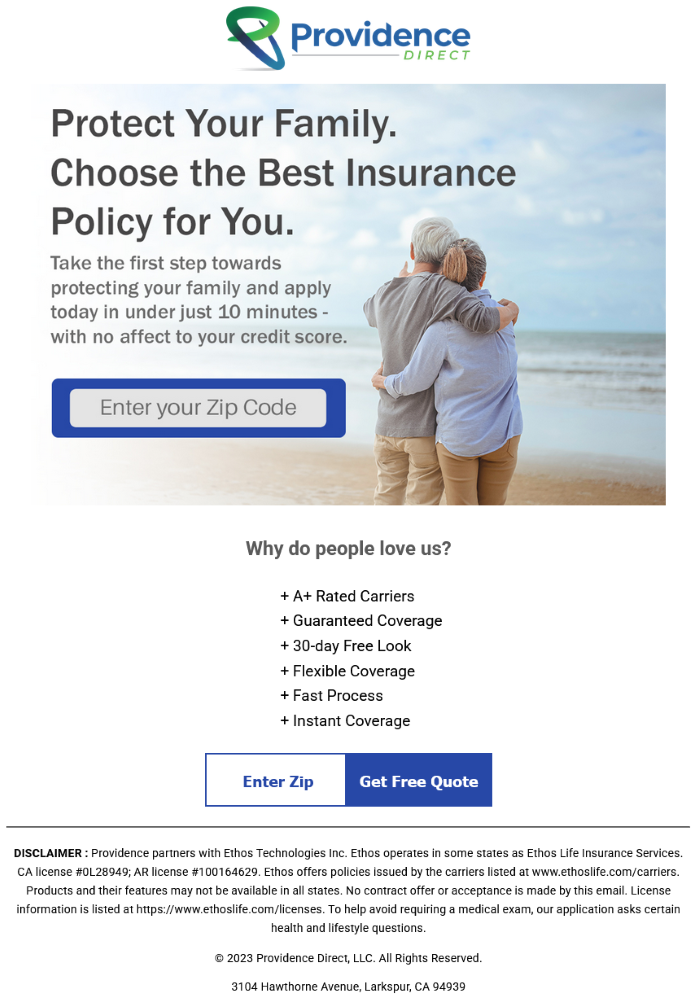 Providence
DIRECT
Protect Your Family.
Choose the Best Insurance
Policy for You.
Take the first step towards
protecting your family and apply
today in under just 10 minutes -
with no affect to your credit score.
Enter your Zip Code
Why do people love us?
+ A+ Rated Carriers
+ Guaranteed Coverage
+ 30-day Free Look
+ Flexible Coverage
+ Fast Process
+ Instant Coverage
Enter Zip
Get Free Quote
DISCLAIMER : Providence partners with Ethos Technologies Inc. Ethos operates in some states as Ethos Life Insurance Services.
CA license #0L28949; AR license #100164629. Ethos offers policies issued by the carriers listed at www.ethoslife.com/carriers.
Products and their features may not be available in all states. No contract offer or acceptance is made by this email. License
information is listed at https://www.ethoslife.com/licenses. To help avoid requiring a medical exam, our application asks certain
health and lifestyle questions.
© 2023 Providence Direct, LLC. All Rights Reserved.
3104 Hawthorne Avenue, Larkspur, CA 94939